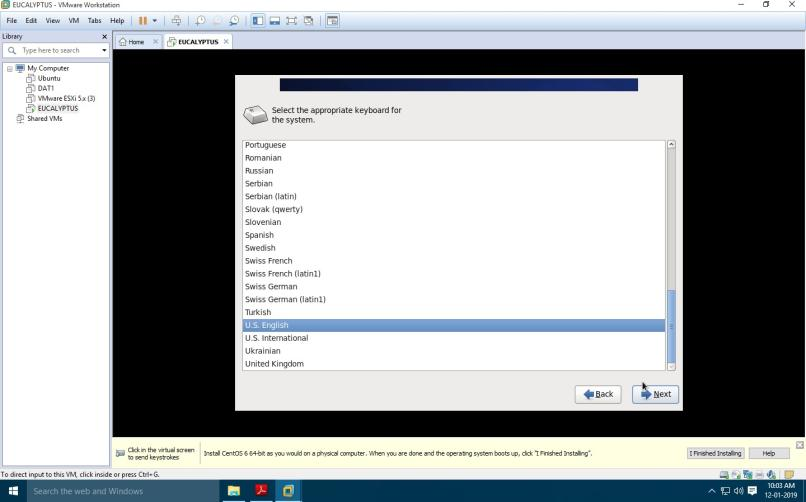 EUCALYPTUS - VMware Workstation
File Edit View VM Tabs Help
Library
Type here to search
My Computer
Ubuntu
DAT1
VMware ESXi 5.x (3)
EUCALYPTUS
Shared VMs
Home
EUCALYPTUS
Select the appropriate keyboard for
the system.
Portuguese
Romanian
Russian
Serbian
Serbian (latin)
Slovak (qwerty)
Slovenian
Spanish
Swedish
Swiss French
Swiss French (latin1)
Swiss German
Swiss German (latin1)
Turkish
U.S. English
U.S. International
Ukrainian
United Kingdom
Back Next
Click in the virtual screen
to send keystrokes
Install CentOS 6 64-bit as you would on a physical computer. When you are done and the operating system boots up, click "I Finished Installing".
I Finished Installing Help
To direct input to this VM, click inside or press Ctrl+G.
Search the web and Windows
10:03 AM
12-01-2019